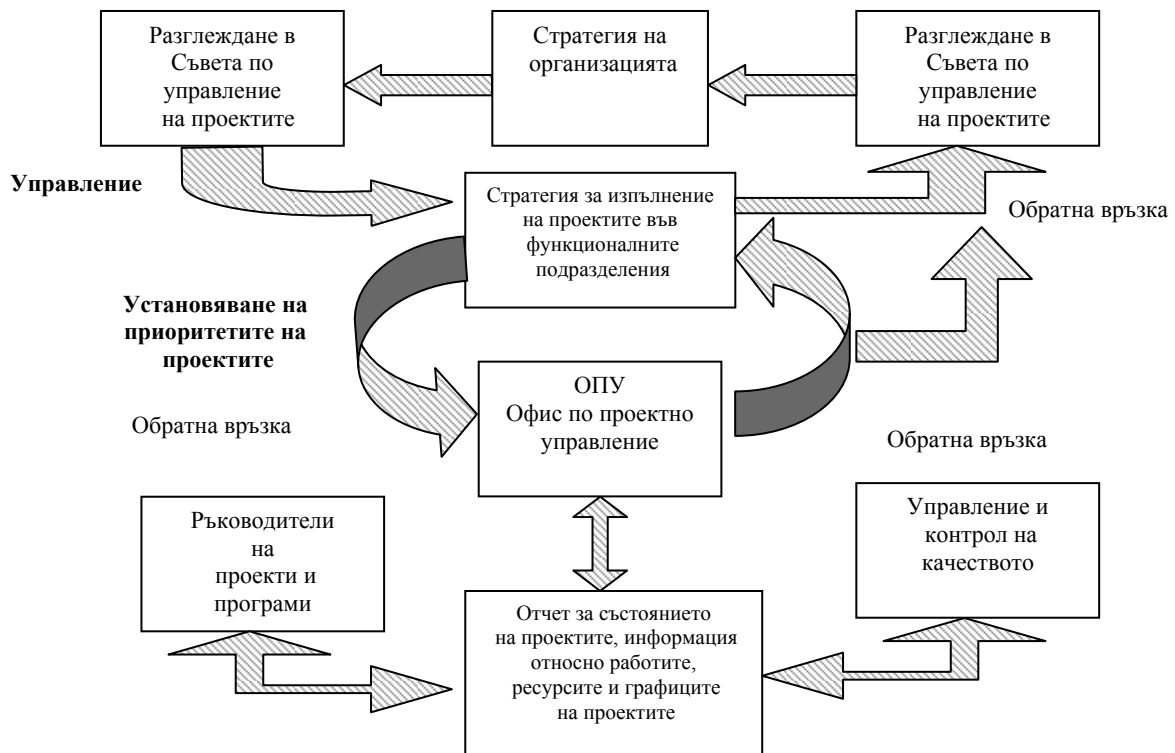 Разглеждане в
Съвета по
управление
на проектите
Стратегия на
организацията
Разглеждане в
Съвета по
управление
на проектите
Управление
Стратегия за изпълнение
на проектите във
функционалните
подразделения
Обратна връзка
Установяване на
приоритетите на
проектите
ОПУ
Офис по проектно
управление
Обратна връзка
Обратна връзка
Ръководители
на
проекти и
програми
Управление и
контрол на
качеството
Отчет за състоянието
на проектите, информация
относно работите,
ресурсите и графиците
на проектите